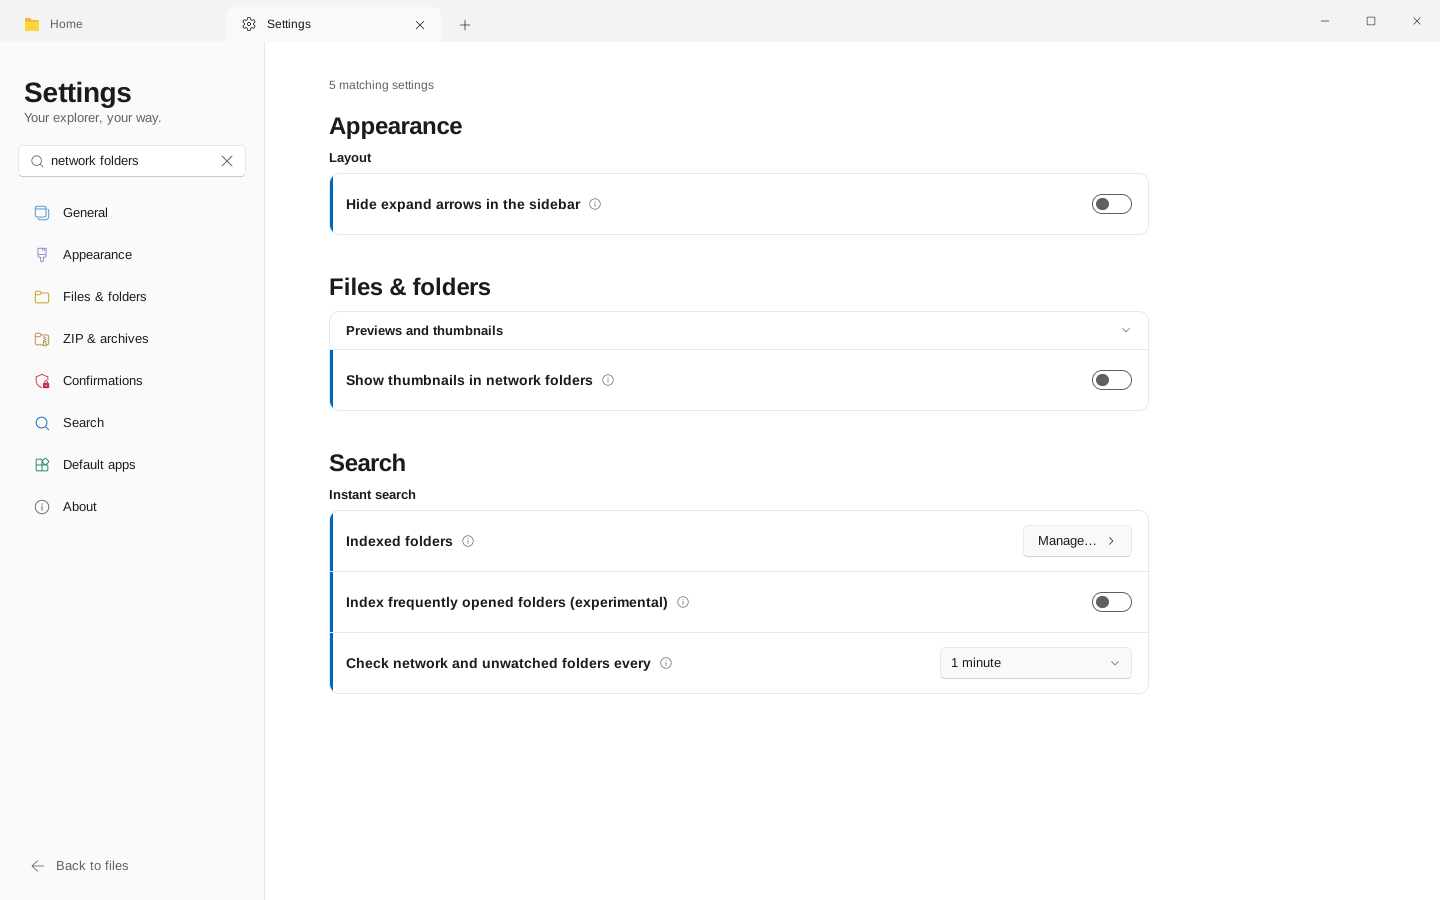 Home
Settings
Settings
Your explorer, your way.
network folders
General
Appearance
Files & folders
ZIP & archives
Confirmations
Search
Default apps
About
Back to files
5 matching settings
Appearance
Layout
Hide expand arrows in the sidebar
Files & folders
Previews and thumbnails
Show thumbnails in network folders
Search
Instant search
Indexed folders
Manage…
Index frequently opened folders (experimental)
Check network and unwatched folders every
1 minute